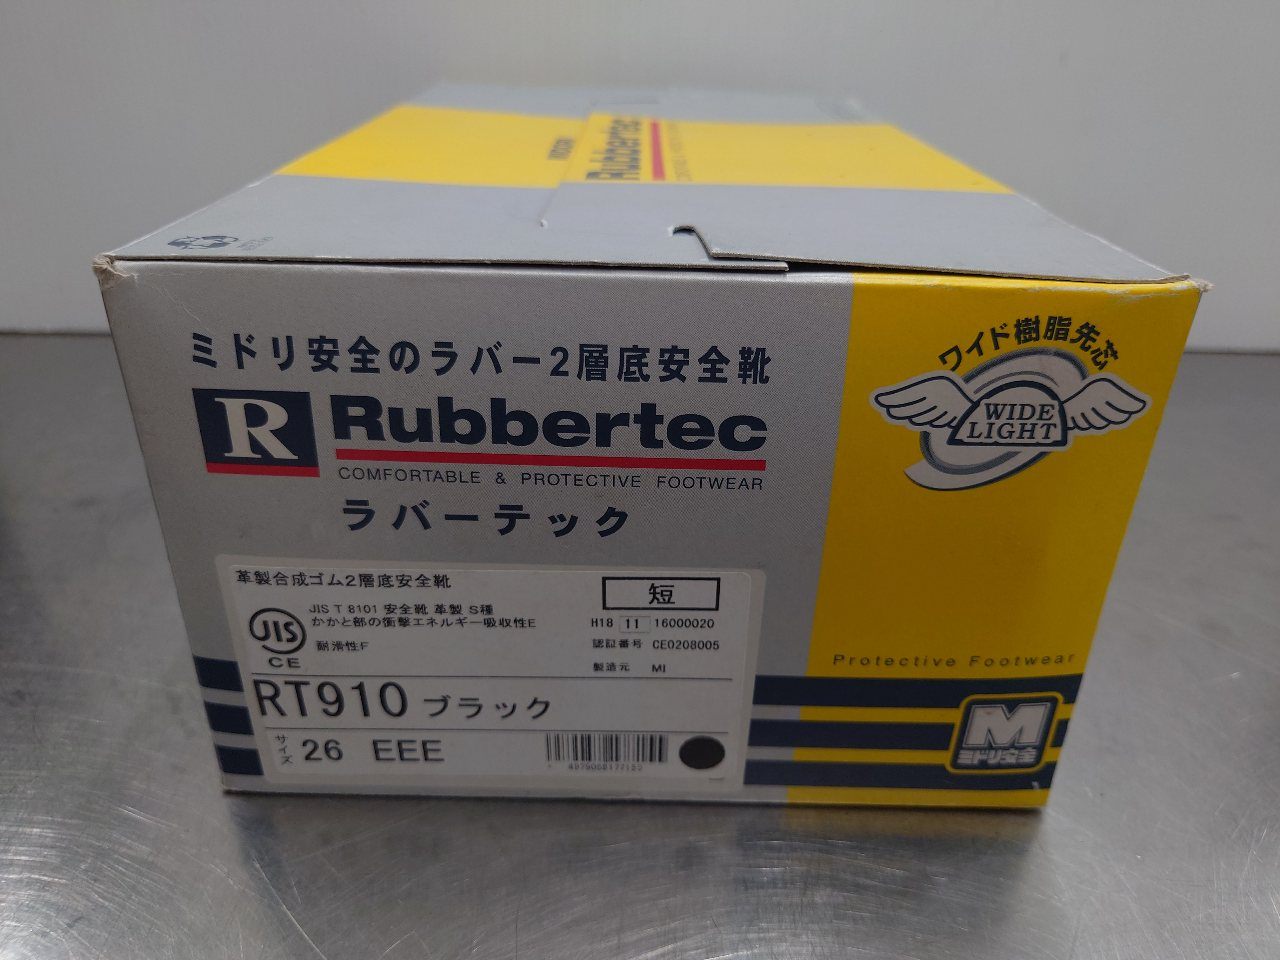 Rubbertec
ミドリ安全のラバー2層底安全靴
R Rubbertec
COMFORTABLE & PROTECTIVE FOOTWEAR
ラバーテック
ワイド樹脂先芯
WIDE
LIGHT
革製合成ゴム2層底安全靴
短
JIS T 8101 安全靴 革製 S種
かかと部の衝撃エネルギー吸収性E
耐滑性F
JIS
CE
H18 11 16000020
認証番号 CE0208005
製造元 MI
RT910 ブラック
サイズ 26 EEE
Protective Footwear
M
ミドリ安全